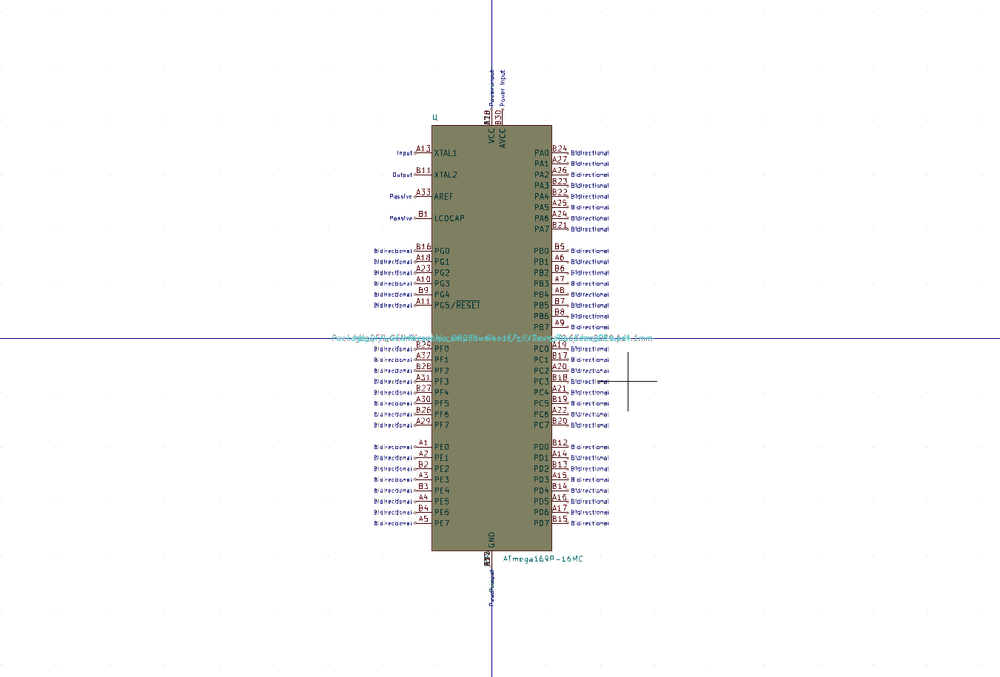 Power Input
U
VCC
B30
AVCC
Input A13 XTAL1 PA0 B24 Bidirectional
PA1 A27 Bidirectional
Output B11 XTAL2 PA2 A26 Bidirectional
PA3 B23 Bidirectional
Passive A33 AREF PA4 B22 Bidirectional
PA5 A25 Bidirectional
Passive B1 LCDCAP PA6 A24 Bidirectional
PA7 B21 Bidirectional
Bidirectional B16 PG0 PB0 B5 Bidirectional
Bidirectional A18 PG1 PB1 A6 Bidirectional
Bidirectional A23 PG2 PB2 B6 Bidirectional
Bidirectional A10 PG3 PB3 A7 Bidirectional
Bidirectional B9 PG4 PB4 A8 Bidirectional
Bidirectional A11 PG5/RESET PB5 B7 Bidirectional
PB6 B8 Bidirectional
PB7 A9 Bidirectional
Bidirectional B29 PF0 PC0 A19 Bidirectional
Bidirectional A32 PF1 PC1 B17 Bidirectional
Bidirectional B28 PF2 PC2 A20 Bidirectional
Bidirectional A31 PF3 PC3 B18 Bidirectional
Bidirectional B27 PF4 PC4 A21 Bidirectional
Bidirectional A30 PF5 PC5 B19 Bidirectional
Bidirectional B26 PF6 PC6 A22 Bidirectional
Bidirectional A29 PF7 PC7 B20 Bidirectional
Bidirectional A1 PE0 PD0 B12 Bidirectional
Bidirectional A2 PE1 PD1 A14 Bidirectional
Bidirectional B2 PE2 PD2 B13 Bidirectional
Bidirectional A3 PE3 PD3 A15 Bidirectional
Bidirectional B3 PE4 PD4 B14 Bidirectional
Bidirectional A4 PE5 PD5 A16 Bidirectional
Bidirectional B4 PE6 PD6 A17 Bidirectional
Bidirectional A5 PE7 PD7 B15 Bidirectional
GND
ATmega169P-16MC